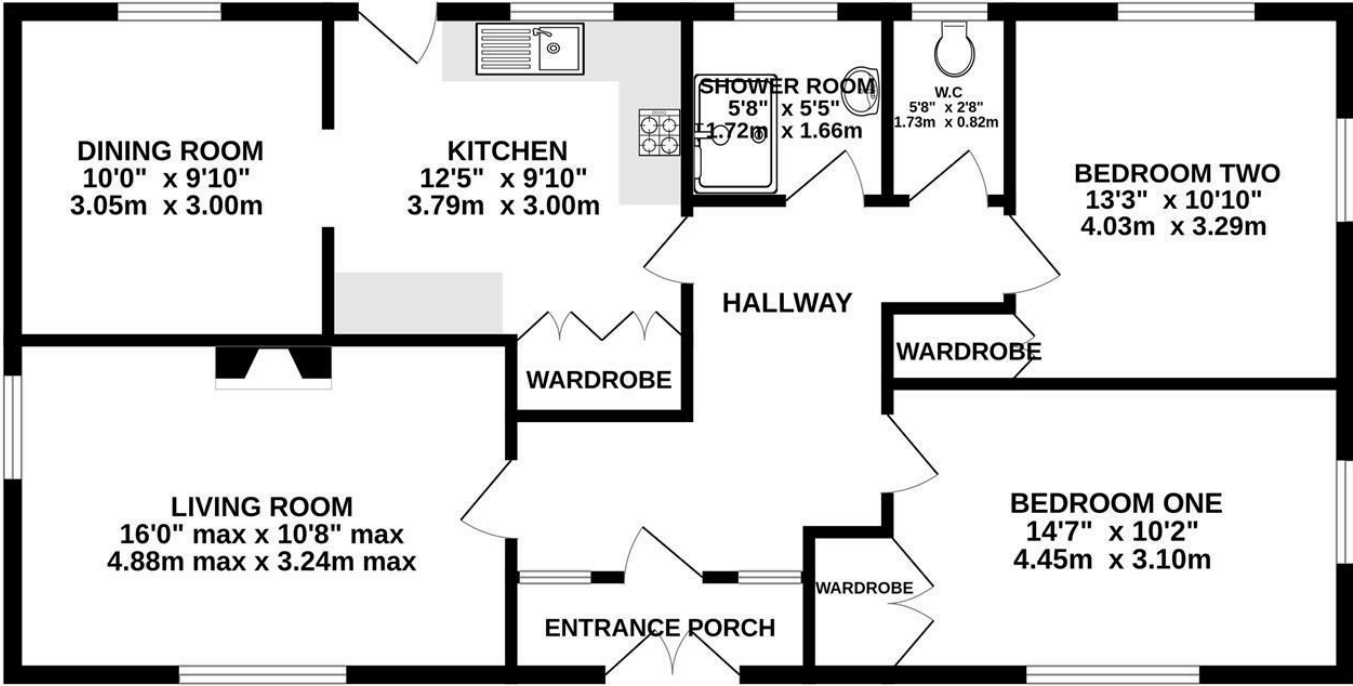 DINING ROOM
10'0" x 9'10"
3.05m x 3.00m
KITCHEN
12'5" x 9'10"
3.79m x 3.00m
SHOWER ROOM
5'8" x 5'5"
1.72m x 1.66m
W.C
5'8" x 2'8"
1.73m x 0.82m
BEDROOM TWO
13'3" x 10'10"
4.03m x 3.29m
HALLWAY
WARDROBE
WARDROBE
LIVING ROOM
16'0" max x 10'8" max
4.88m max x 3.24m max
BEDROOM ONE
14'7" x 10'2"
4.45m x 3.10m
WARDROBE
ENTRANCE PORCH